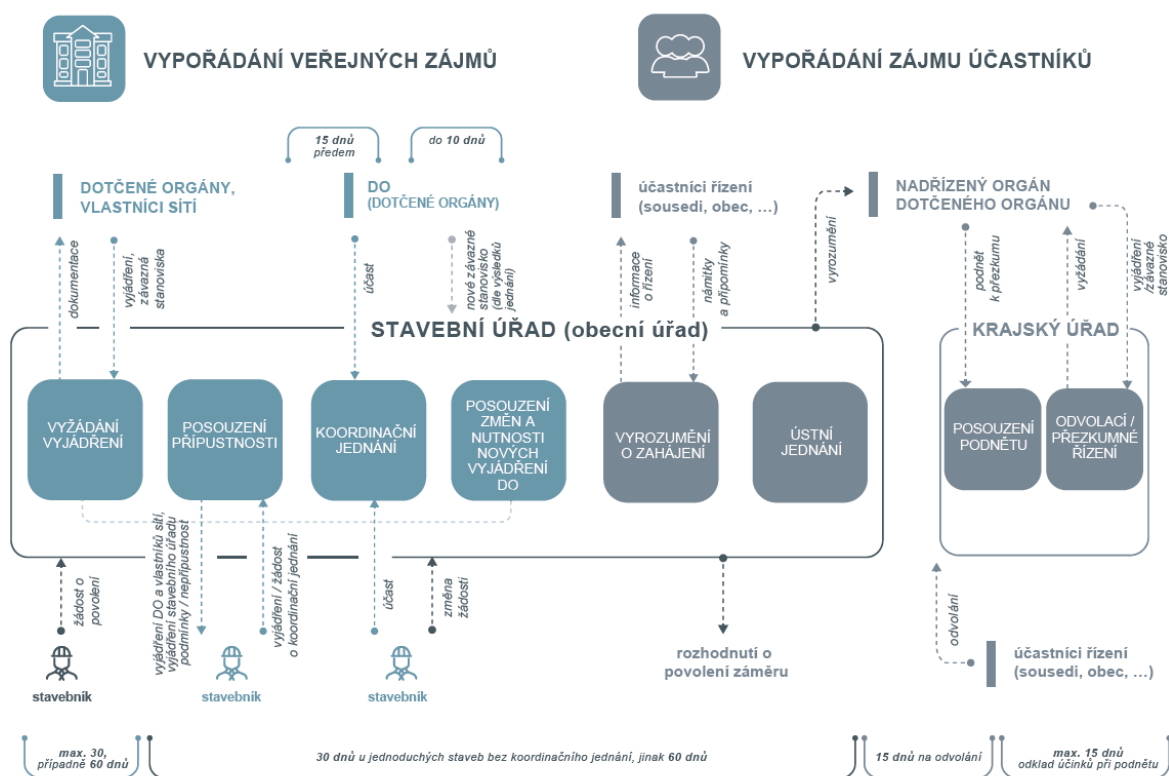 VYPOŘÁDÁNÍ VEŘEJNÝCH ZÁJMŮ
VYPOŘÁDÁNÍ ZÁJMU ÚČASTNÍKŮ
15 dnů
předem
do 10 dnů
DOTČENÉ ORGÁNY,
VLASTNÍCI SÍTÍ
DO
(DOTČENÉ ORGÁNY)
účastníci řízení
(sousedi, obec, ...)
NADŘÍZENÝ ORGÁN
DOTČENÉHO ORGÁNU
dokumentace
vyjádření,
závazná
stanoviska
účast
nové závazné
stanovisko
(dle výsledků
jednání)
informace
o řízení
námitky
a připomínky
vyrozumění
podnět
k přezkumu
vyžádání
vyjádření
/závazné
stanovisko
STAVEBNÍ ÚŘAD (obecní úřad)
KRAJSKÝ ÚŘAD
VYŽÁDÁNÍ
VYJÁDŘENÍ
POSOUZENÍ
PŘÍPUSTNOSTI
KOORDINAČNÍ
JEDNÁNÍ
POSOUZENÍ
ZMĚN A
NUTNOSTI
NOVÝCH
VYJÁDŘENÍ
DO
VYROZUMĚNÍ
O ZAHÁJENÍ
ÚSTNÍ
JEDNÁNÍ
POSOUZENÍ
PODNĚTU
ODVOLACÍ /
PŘEZKUMNÉ
ŘÍZENÍ
žádost o
povolení
vyjádření DO a vlastníků sítí,
vyjádření stavebního úřadu
podmínky / nepřípustnost
vyjádření / žádost
o koordinační jednání
účast
změna
žádosti
odvolání
stavebník
stavebník
stavebník
rozhodnutí o
povolení záměru
účastníci řízení
(sousedi, obec, ...)
max. 30,
případně 60 dnů
30 dnů u jednoduchých staveb bez koordinačního jednání, jinak 60 dnů
15 dnů na odvolání
max. 15 dnů
odklad účinků při podnětu